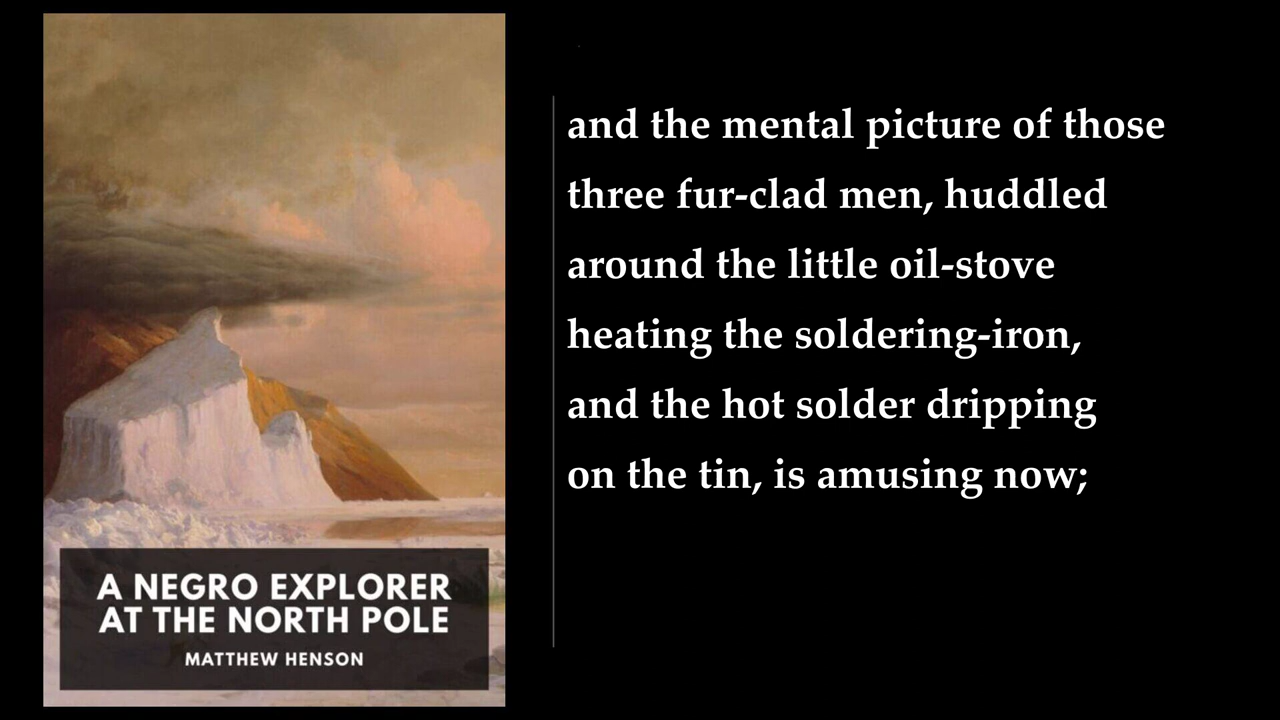 A NEGRO EXPLORER
AT THE NORTH POLE
MATTHEW HENSON
and the mental picture of those
three fur-clad men, huddled
around the little oil-stove
heating the soldering-iron,
and the hot solder dripping
on the tin, is amusing now;